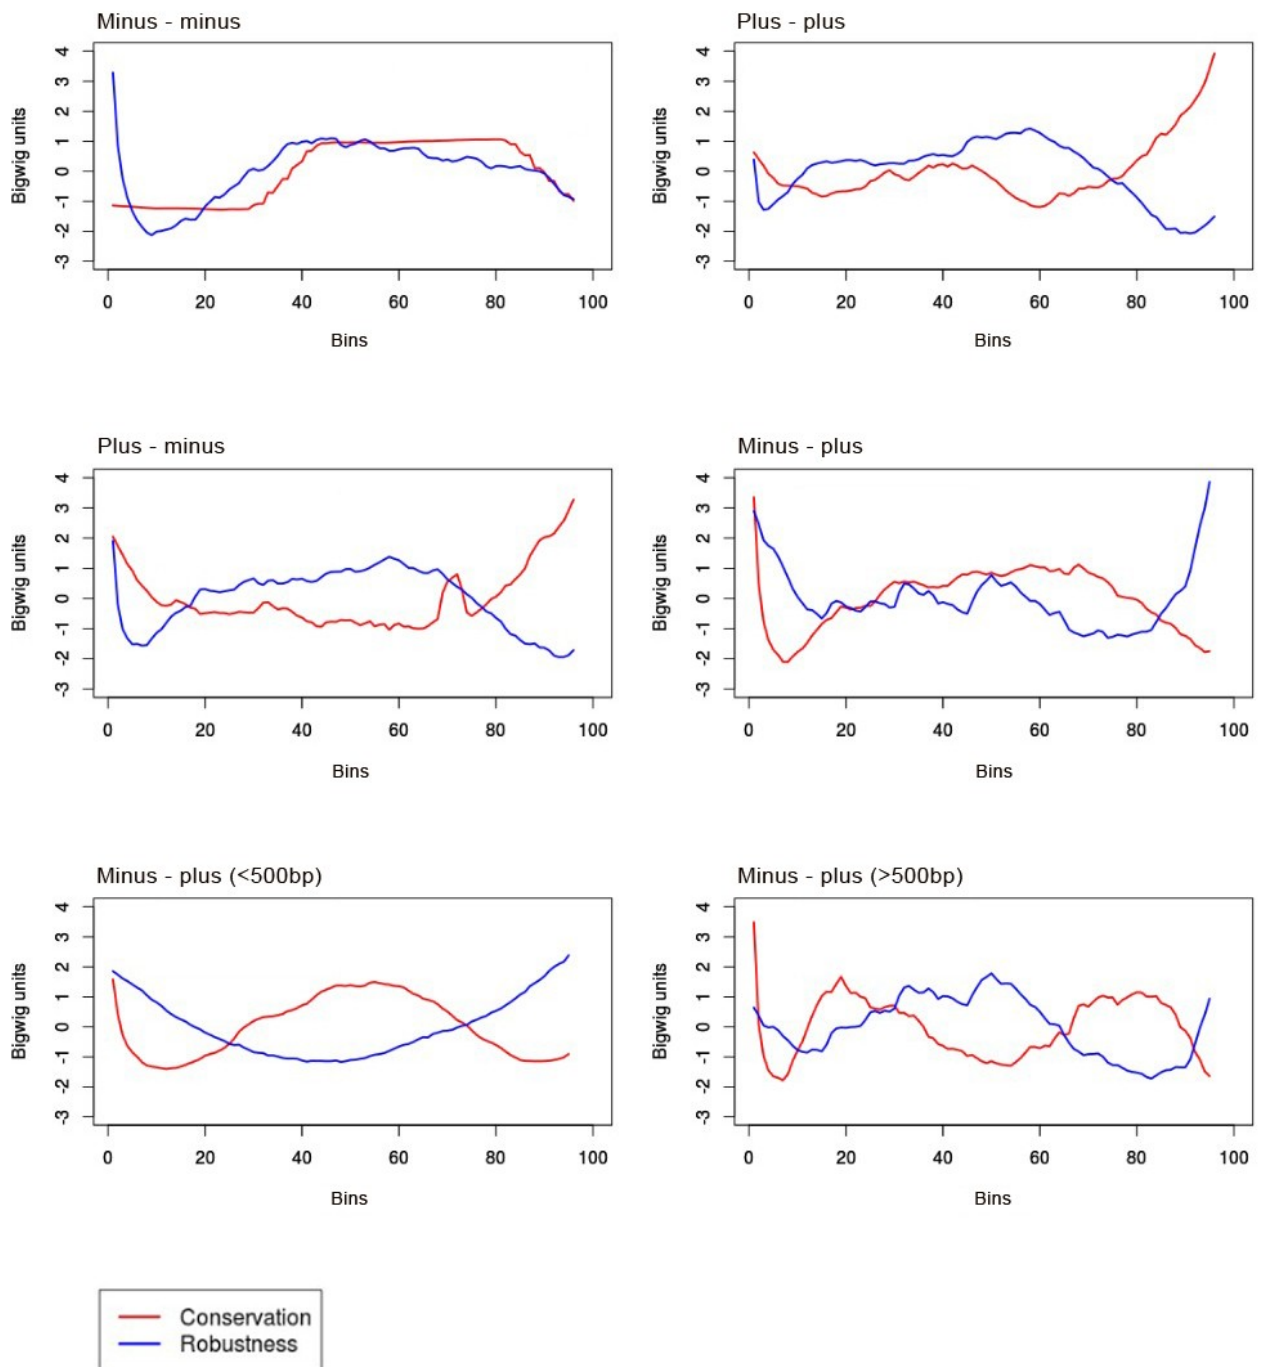 Minus - minus
Plus - plus
Bigwig units
4
3
2
1
0
-1
-2
-3
0 20 40 60 80 100
Bins
Bigwig units
4
3
2
1
0
-1
-2
-3
0 20 40 60 80 100
Bins
Plus - minus
Minus - plus
Bigwig units
4
3
2
1
0
-1
-2
-3
0 20 40 60 80 100
Bins
Bigwig units
4
3
2
1
0
-1
-2
-3
0 20 40 60 80 100
Bins
Minus - plus (<500bp)
Minus - plus (>500bp)
Bigwig units
4
3
2
1
0
-1
-2
-3
0 20 40 60 80 100
Bins
Bigwig units
4
3
2
1
0
-1
-2
-3
0 20 40 60 80 100
Bins
Conservation
Robustness